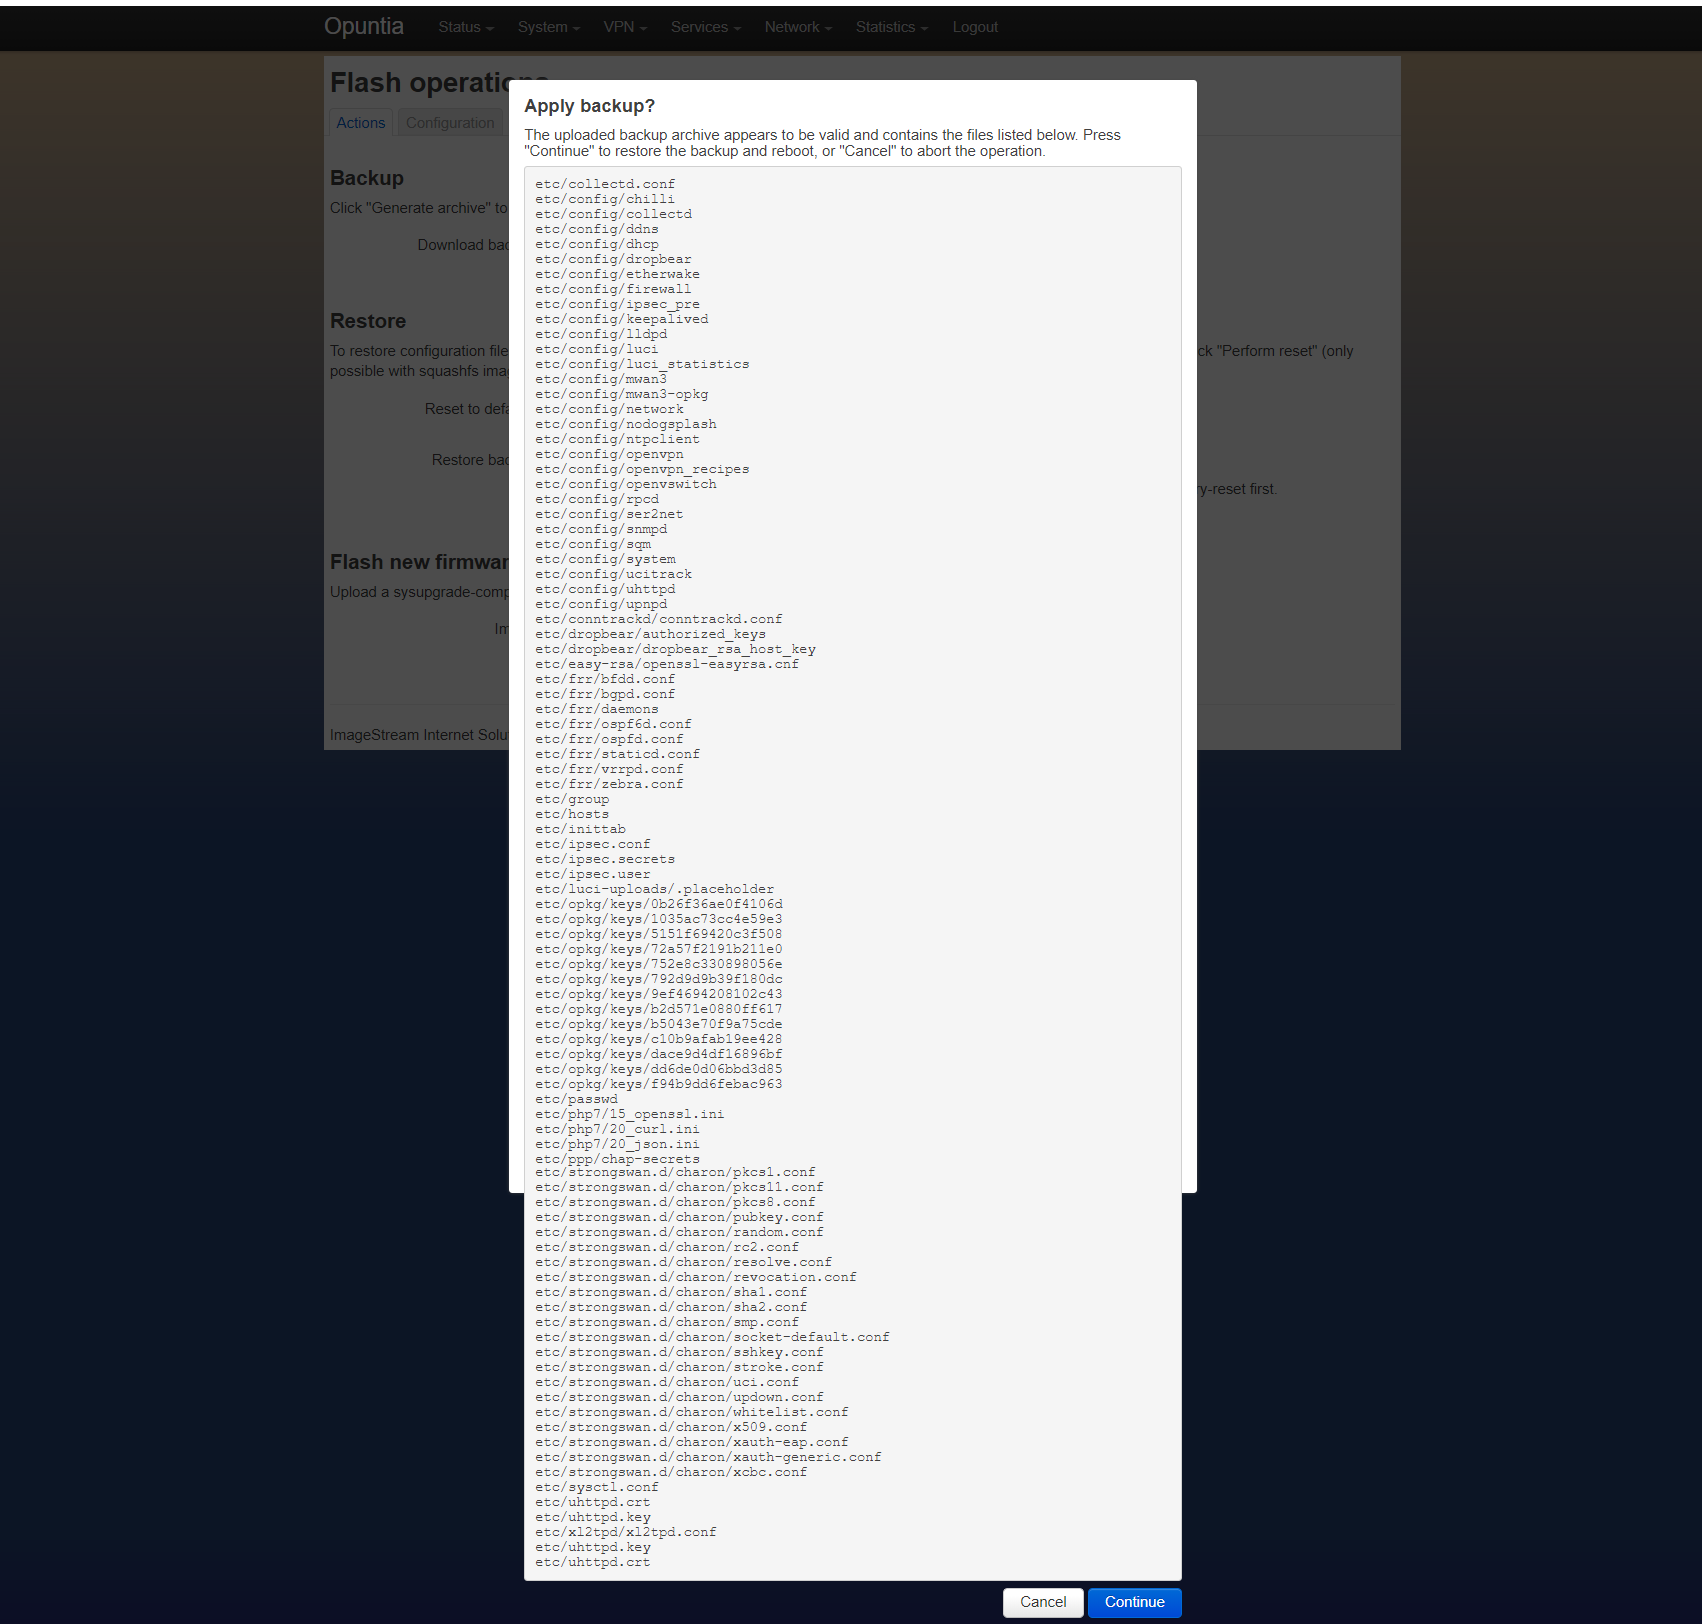 Opuntia Status System VPN Services Network Statistics Logout
Flash operations
Actions Configuration
Backup
Click "Generate archive" to
Download bac
Restore
To restore configuration file
ck "Perform reset" (only
possible with squashfs ima
Reset to defa
Restore bac
y-reset first.
Flash new firmwar
Upload a sysupgrade-comp
Im
ImageStream Internet Solu
Apply backup?
The uploaded backup archive appears to be valid and contains the files listed below. Press
"Continue" to restore the backup and reboot, or "Cancel" to abort the operation.
etc/collectd.conf
etc/config/chilli
etc/config/collectd
etc/config/ddns
etc/config/dhcp
etc/config/dropbear
etc/config/etherwake
etc/config/firewall
etc/config/ipsec_pre
etc/config/keepalived
etc/config/lldpd
etc/config/luci
etc/config/luci_statistics
etc/config/mwan3
etc/config/mwan3-opkg
etc/config/network
etc/config/nodogsplash
etc/config/ntpclient
etc/config/openvpn
etc/config/openvpn_recipes
etc/config/openvswitch
etc/config/rpcd
etc/config/ser2net
etc/config/snmpd
etc/config/sqm
etc/config/system
etc/config/ucitrack
etc/config/uhttpd
etc/config/upnpd
etc/conntrackd/conntrackd.conf
etc/dropbear/authorized_keys
etc/dropbear/dropbear_rsa_host_key
etc/easy-rsa/openssl-easyrsa.cnf
etc/frr/bfdd.conf
etc/frr/bgpd.conf
etc/frr/daemons
etc/frr/ospf6d.conf
etc/frr/ospfd.conf
etc/frr/staticd.conf
etc/frr/vrrpd.conf
etc/frr/zebra.conf
etc/group
etc/hosts
etc/inittab
etc/ipsec.conf
etc/ipsec.secrets
etc/ipsec.user
etc/luci-uploads/.placeholder
etc/opkg/keys/0b26f36ae0f4106d
etc/opkg/keys/1035ac73cc4e59e3
etc/opkg/keys/5151f69420c3f508
etc/opkg/keys/72a57f2191b211e0
etc/opkg/keys/752e8c330898056e
etc/opkg/keys/792d9d9b39f180dc
etc/opkg/keys/9ef4694208102c43
etc/opkg/keys/b2d571e0880ff617
etc/opkg/keys/b5043e70f9a75cde
etc/opkg/keys/c10b9afab19ee428
etc/opkg/keys/dace9d4df16896bf
etc/opkg/keys/dd6de0d06bbd3d85
etc/opkg/keys/f94b9dd6febac963
etc/passwd
etc/php7/15_openssl.ini
etc/php7/20_curl.ini
etc/php7/20_json.ini
etc/ppp/chap-secrets
etc/strongswan.d/charon/pkcs1.conf
etc/strongswan.d/charon/pkcs11.conf
etc/strongswan.d/charon/pkcs8.conf
etc/strongswan.d/charon/pubkey.conf
etc/strongswan.d/charon/random.conf
etc/strongswan.d/charon/rc2.conf
etc/strongswan.d/charon/resolve.conf
etc/strongswan.d/charon/revocation.conf
etc/strongswan.d/charon/sha1.conf
etc/strongswan.d/charon/sha2.conf
etc/strongswan.d/charon/smp.conf
etc/strongswan.d/charon/socket-default.conf
etc/strongswan.d/charon/sshkey.conf
etc/strongswan.d/charon/stroke.conf
etc/strongswan.d/charon/uci.conf
etc/strongswan.d/charon/updown.conf
etc/strongswan.d/charon/whitelist.conf
etc/strongswan.d/charon/x509.conf
etc/strongswan.d/charon/xauth-eap.conf
etc/strongswan.d/charon/xauth-generic.conf
etc/strongswan.d/charon/xcbc.conf
etc/sysctl.conf
etc/uhttpd.crt
etc/uhttpd.key
etc/xl2tpd/xl2tpd.conf
etc/uhttpd.key
etc/uhttpd.crt
Cancel Continue